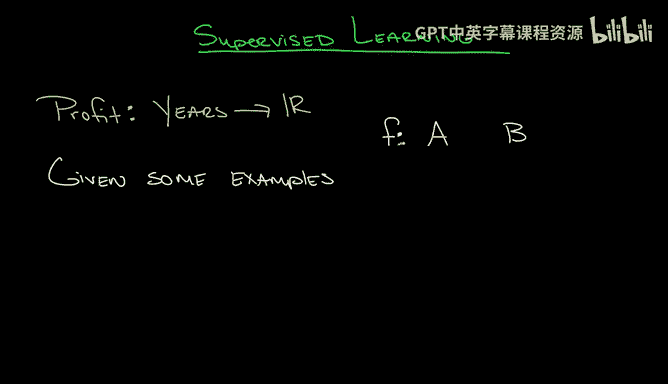 Supervised Learning
GPT中英字幕课程资源 bilibili
Profit: Years → ℝ
f: A B
Given some examples